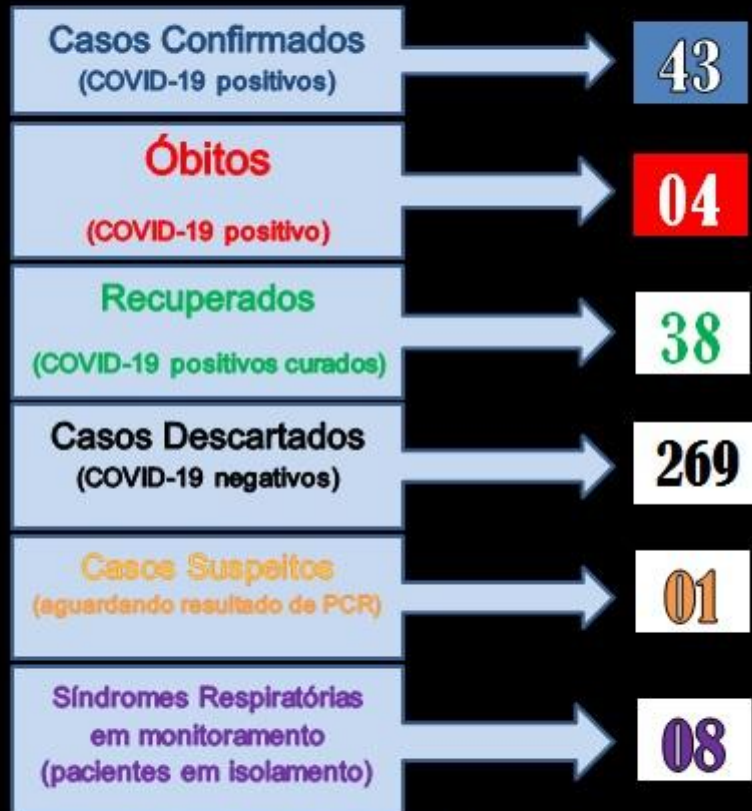 Casos Confirmados
(COVID-19 positivos)
43
Óbitos
(COVID-19 positivo)
04
Recuperados
(COVID-19 positivos curados)
38
Casos Descartados
(COVID-19 negativos)
269
Casos Suspeitos
(aguardando resultado de PCR)
01
Síndromes Respiratórias
em monitoramento
(pacientes em isolamento)
08